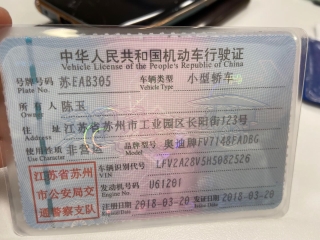 中华人民共和国机动车行驶证
Vehicle License of the People's Republic of China
号牌号码 苏EAB305 车辆类型 小型轿车
Plate No. Vehicle Type
所有人 陈玉
Owner
住址 江苏省苏州市工业园区长阳街123号
Address
使用性质 非营运 品牌型号 奥迪牌FV7148FADBG
Use Character Model
江苏省苏州市公安局交通警察支队
车辆识别代号 LFV2A28V5H5082526
VIN
发动机号码 U61201
Engine No.
注册日期 2018-03-20 发证日期 2018-03-20
Register Date Issue Date